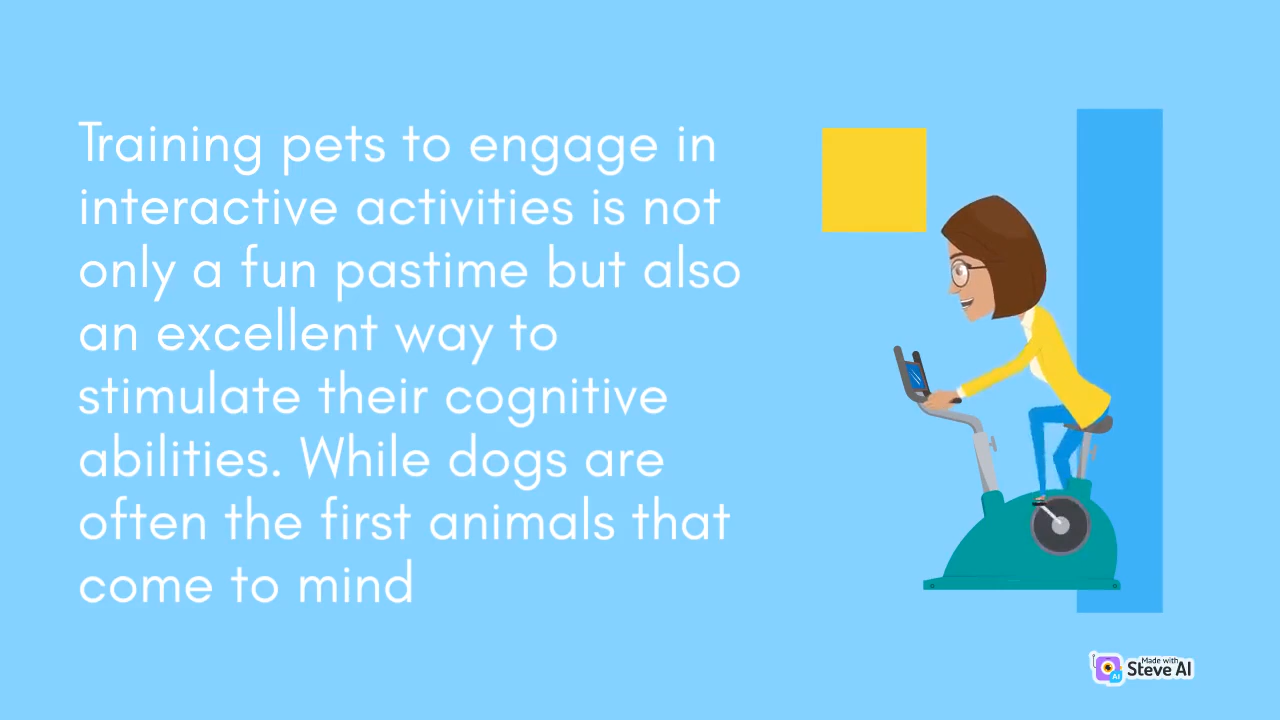 Training pets to engage in
interactive activities is not
only a fun pastime but also
an excellent way to
stimulate their cognitive
abilities. While dogs are
often the first animals that
come to mind
Made with
Steve AI
AI